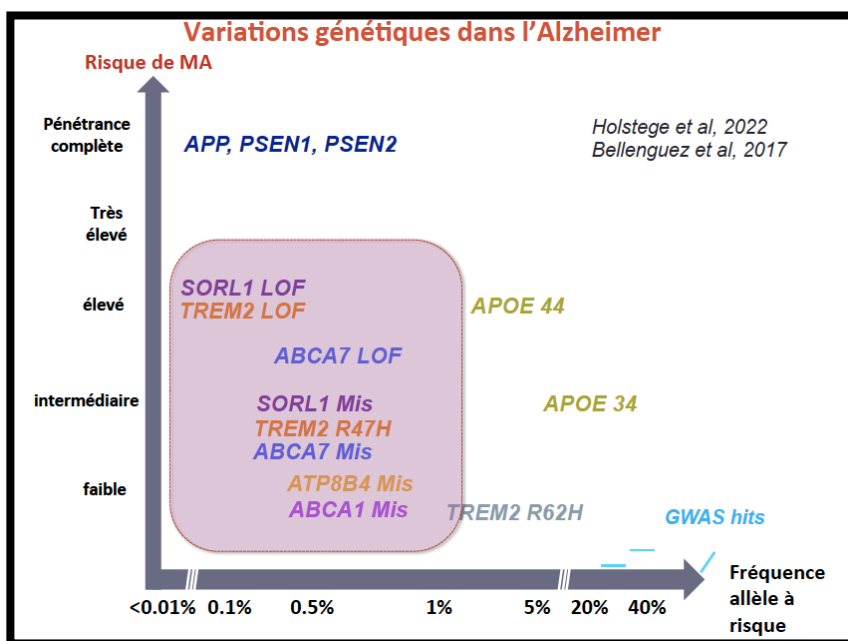 Variations génétiques dans l'Alzheimer
Risque de MA
Pénétrance
complète
APP, PSEN1, PSEN2
Holstege et al, 2022
Bellenguez et al, 2017
Très
élevé
SORL1 LOF
TREM2 LOF
élevé
APOE 44
ABCA7 LOF
intermédiaire
SORL1 Mis
APOE 34
TREM2 R47H
ABCA7 Mis
faible
ATP8B4 Mis
ABCA1 Mis
TREM2 R62H
GWAS hits
<0.01% 0.1% 0.5% 1% 5% 20% 40%
Fréquence
allèle à
risque